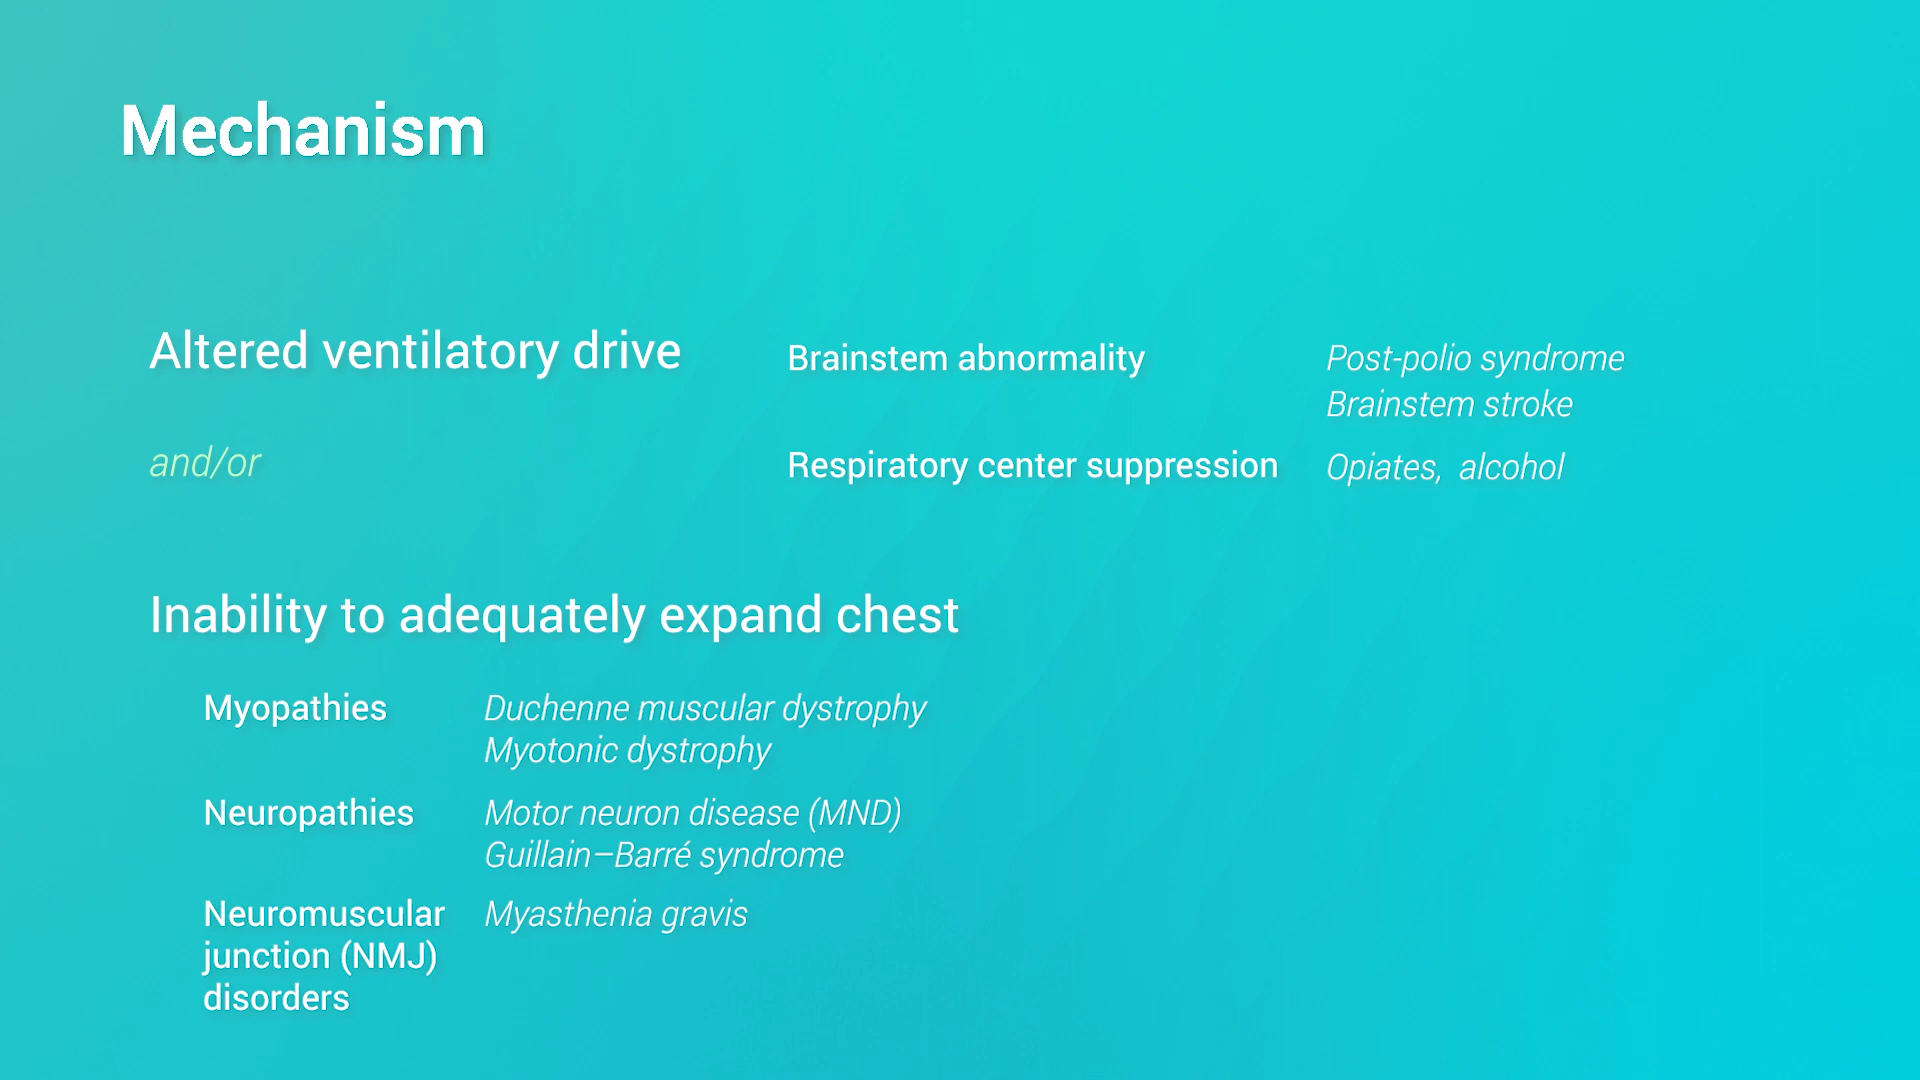 Mechanism
Altered ventilatory drive
Brainstem abnormality
Post-polio syndrome
Brainstem stroke
and/or
Respiratory center suppression
Opiates, alcohol
Inability to adequately expand chest
Myopathies
Duchenne muscular dystrophy
Myotonic dystrophy
Neuropathies
Motor neuron disease (MND)
Guillain–Barré syndrome
Neuromuscular
junction (NMJ)
disorders
Myasthenia gravis